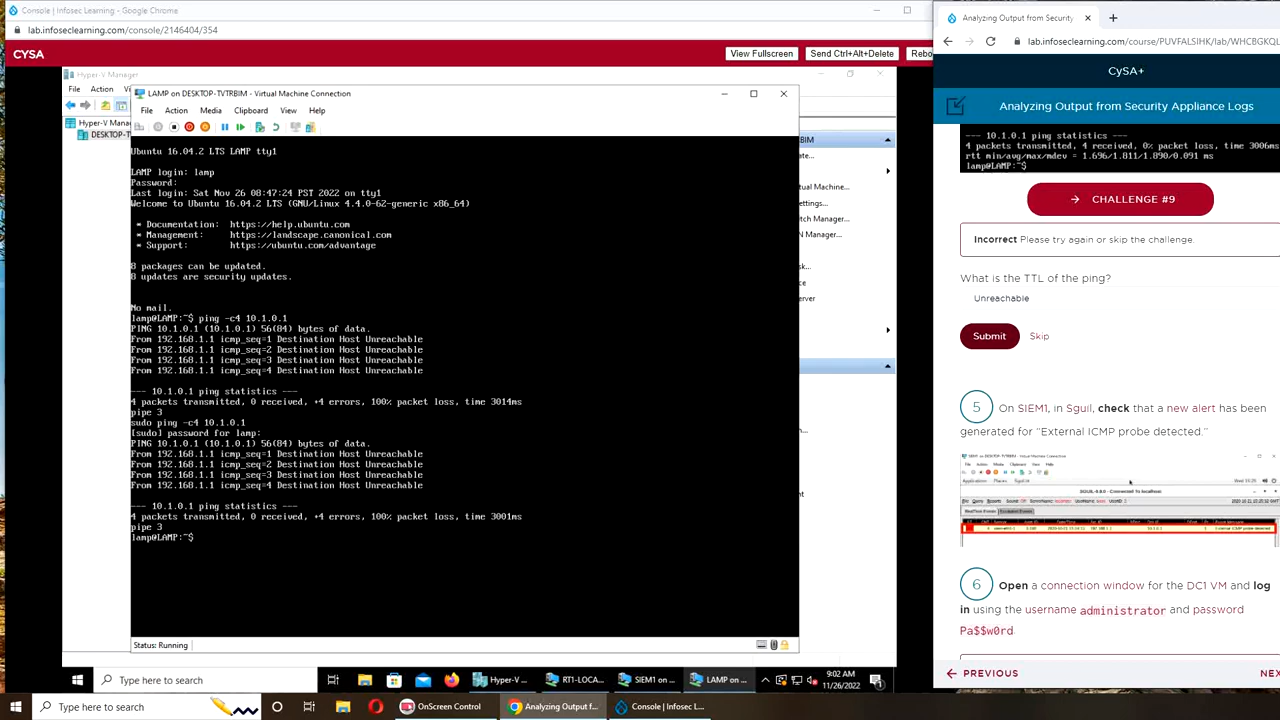 Console | Infosec Learning - Google Chrome
lab.infoseclearning.com/console/2146404/354
CYSA
View Fullscreen
Send Ctrl+Alt+Delete
Hyper-V Manager
File
Action
LAMP on DESKTOP-TVTRBIM - Virtual Machine Connection
File
Action
Media
Clipboard
View
Help
Ubuntu 16.04.2 LTS LAMP tty1
LAMP login: lamp
Password:
Last login: Sat Nov 26 08:47:24 PST 2022 on tty1
Welcome to Ubuntu 16.04.2 LTS (GNU/Linux 4.4.0-62-generic x86_64)
* Documentation: https://help.ubuntu.com
* Management: https://landscape.canonical.com
* Support: https://ubuntu.com/advantage
8 packages can be updated.
8 updates are security updates.
No mail.
lamp@LAMP:~$ ping -c4 10.1.0.1
PING 10.1.0.1 (10.1.0.1) 56(84) bytes of data.
From 192.168.1.1 icmp_seq=1 Destination Host Unreachable
From 192.168.1.1 icmp_seq=2 Destination Host Unreachable
From 192.168.1.1 icmp_seq=3 Destination Host Unreachable
From 192.168.1.1 icmp_seq=4 Destination Host Unreachable
--- 10.1.0.1 ping statistics ---
4 packets transmitted, 0 received, +4 errors, 100% packet loss, time 3014ms
pipe 3
sudo ping -c4 10.1.0.1
[sudo] password for lamp:
PING 10.1.0.1 (10.1.0.1) 56(84) bytes of data.
From 192.168.1.1 icmp_seq=1 Destination Host Unreachable
From 192.168.1.1 icmp_seq=2 Destination Host Unreachable
From 192.168.1.1 icmp_seq=3 Destination Host Unreachable
From 192.168.1.1 icmp_seq=4 Destination Host Unreachable
--- 10.1.0.1 ping statistics ---
4 packets transmitted, 0 received, +4 errors, 100% packet loss, time 3001ms
pipe 3
lamp@LAMP:~$
Status: Running
Type here to search
Hyper-V ...
RT1-LOCA...
SIEM1 on ...
LAMP on ...
9:02 AM
11/26/2022
Analyzing Output from Security
lab.infoseclearning.com/course/PUVFALSIHK/lab/WHCBGKQL
CySA+
Analyzing Output from Security Appliance Logs
--- 10.1.0.1 ping statistics ---
4 packets transmitted, 4 received, 0% packet loss, time 3006ms
rtt min/avg/max/mdev = 1.696/1.811/1.890/0.091 ms
lamp@LAMP:~$
CHALLENGE #9
Incorrect Please try again or skip the challenge.
What is the TTL of the ping?
Unreachable
Submit
Skip
5
On SIEM1, in Sguil, check that a new alert has been
generated for “External ICMP probe detected.”
6
Open a connection window for the DC1 VM and log
in using the username administrator and password
Pa$$w0rd
PREVIOUS
Type here to search
OnScreen Control
Analyzing Output f...
Console | Infosec L...